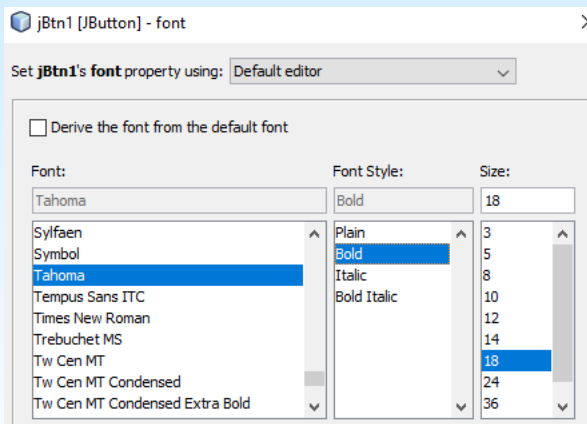 jBtn1 [JButton] - font
Set jBtn1's font property using: Default editor
Derive the font from the default font
Font: Font Style: Size:
Tahoma Bold 18
Sylfaen Plain 3
Symbol Bold 5
Tahoma Italic 8
Tempus Sans ITC Bold Italic 10
Times New Roman 12
Trebuchet MS 14
Tw Cen MT 18
Tw Cen MT Condensed 24
Tw Cen MT Condensed Extra Bold 36